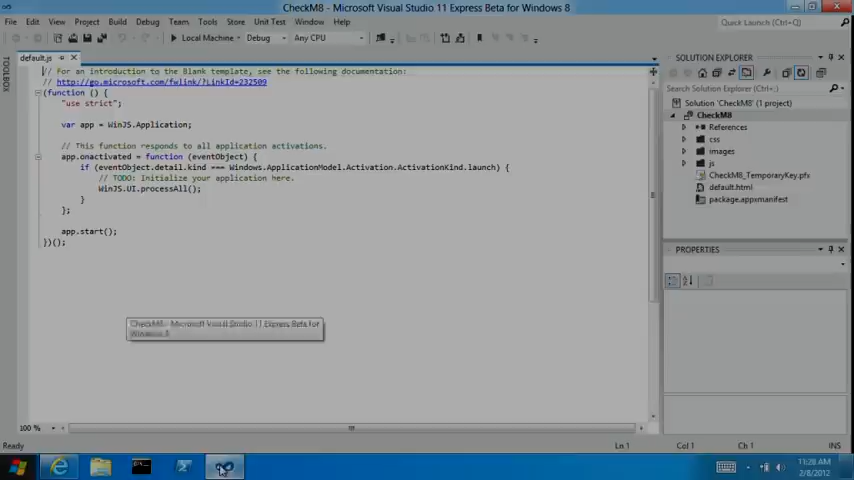 CheckM8 - Microsoft Visual Studio 11 Express Beta for Windows 8
File Edit View Project Build Debug Team Tools Store Unit Test Window Help
Quick Launch (Ctrl+Q)
Local Machine Debug Any CPU
TOOLBOX
default.js
// For an introduction to the Blank template, see the following documentation:
// http://go.microsoft.com/fwlink/?LinkId=232509
(function () {
"use strict";
var app = WinJS.Application;
// This function responds to all application activations.
app.onactivated = function (eventObject) {
if (eventObject.detail.kind === Windows.ApplicationModel.Activation.ActivationKind.launch) {
// TODO: Initialize your application here.
WinJS.UI.processAll();
}
};
app.start();
})();
CheckM8 - Microsoft Visual Studio 11 Express Beta for
Windows 8
100 %
SOLUTION EXPLORER
Search Solution Explorer (Ctrl+;)
Solution 'CheckM8' (1 project)
CheckM8
References
css
images
js
CheckM8_TemporaryKey.pfx
default.html
package.appxmanifest
PROPERTIES
Ready
Ln 1 Col 1 Ch 1 INS
11:28 AM
2/8/2012